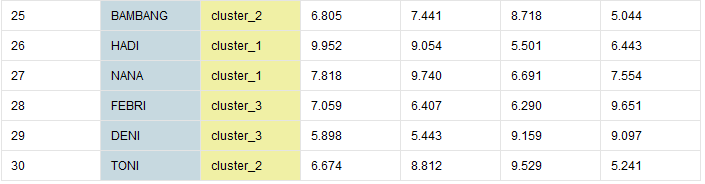 25 BAMBANG cluster_2 6.805 7.441 8.718 5.044
26 HADI cluster_1 9.952 9.054 5.501 6.443
27 NANA cluster_1 7.818 9.740 6.691 7.554
28 FEBRI cluster_3 7.059 6.407 6.290 9.651
29 DENI cluster_3 5.898 5.443 9.159 9.097
30 TONI cluster_2 6.674 8.812 9.529 5.241